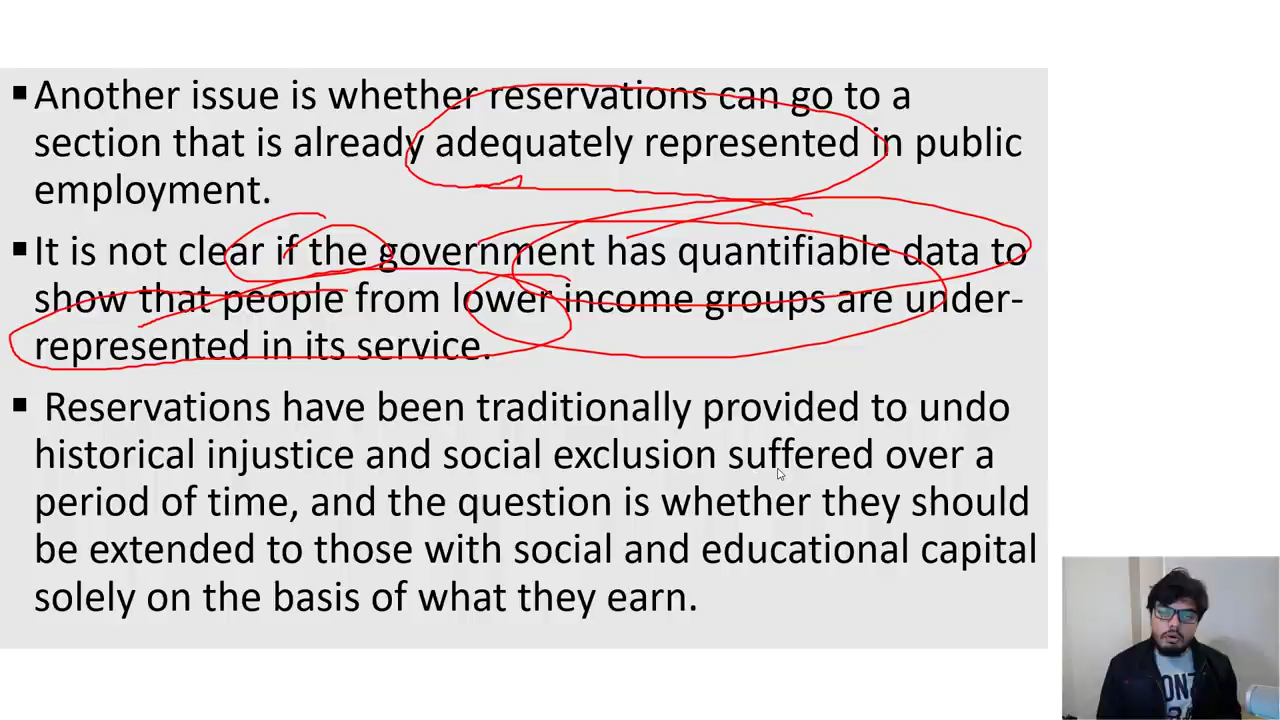 ▪Another issue is whether reservations can go to a
section that is already adequately represented in public
employment.
▪It is not clear if the government has quantifiable data to
show that people from lower income groups are under-
represented in its service.
▪ Reservations have been traditionally provided to undo
historical injustice and social exclusion suffered over a
period of time, and the question is whether they should
be extended to those with social and educational capital
solely on the basis of what they earn.